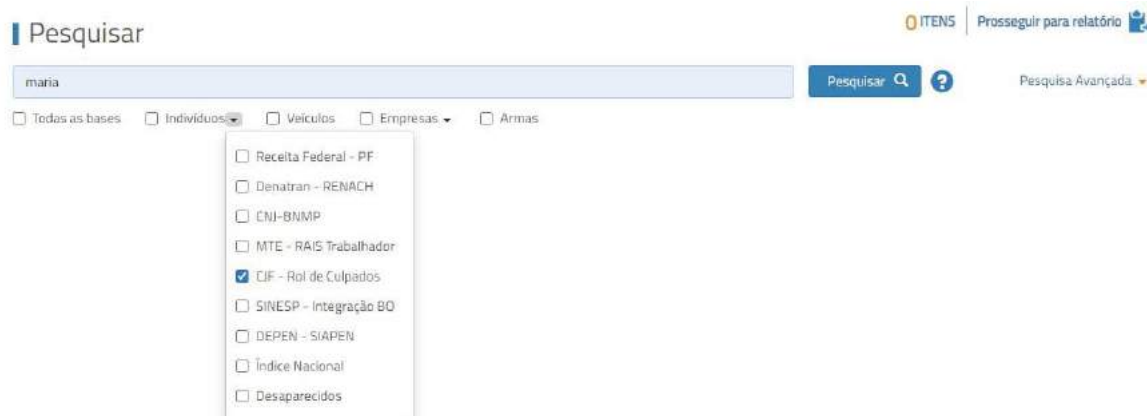 0 ITENS Prosseguir para relatório
Pesquisar
maria Pesquisar ? Pesquisa Avançada
Todas as bases Indivíduos Veículos Empresas Armas
Receita Federal - PF
Denatran - RENACH
CNJ-BNMP
MTE - RAIS Trabalhador
CJF - Rol de Culpados
SINESP - Integração BO
DEPEN - SIAPEN
Índice Nacional
Desaparecidos